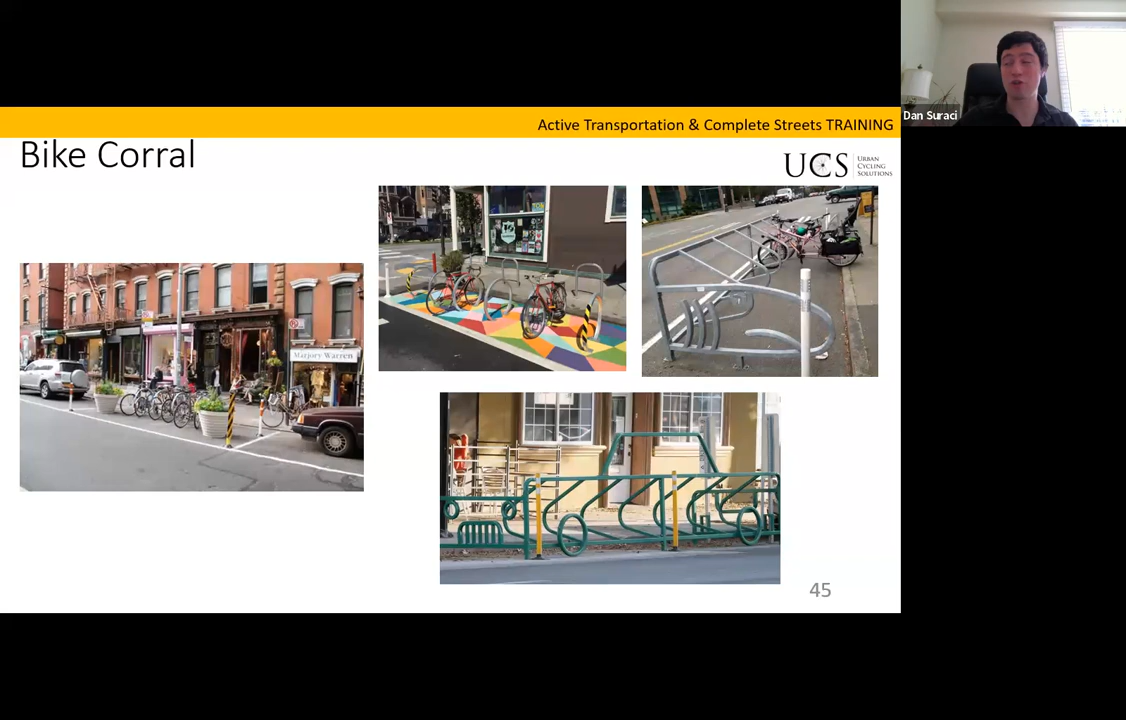 Active Transportation & Complete Streets TRAINING
Bike Corral
UCS
URBAN
CYCLING
SOLUTIONS
Dan Suraci
Marjory Warren
45